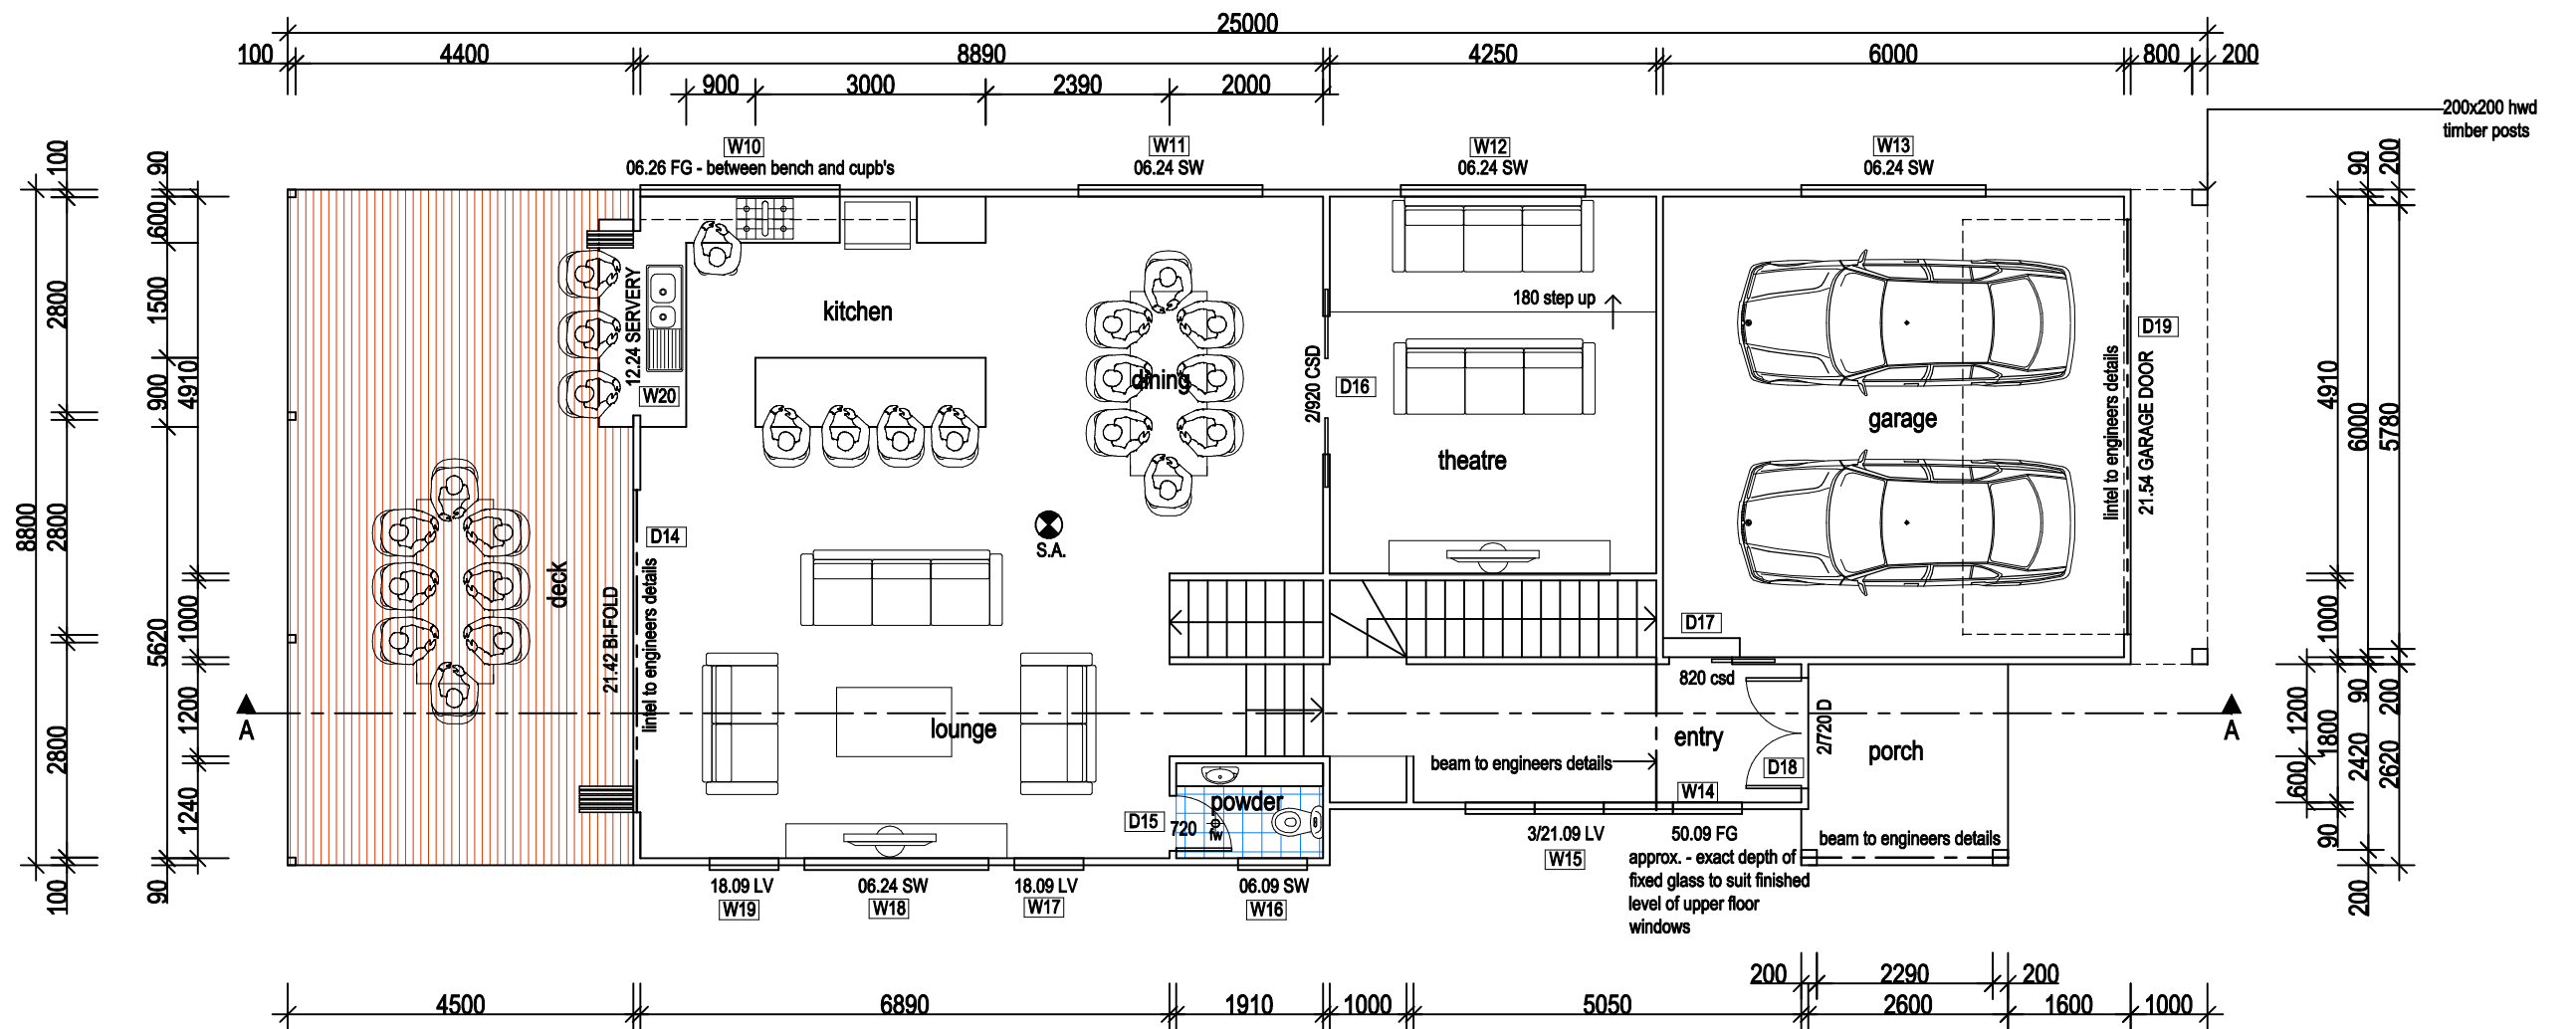 25000
100 4400 8890 4250 6000 800 200
900 3000 2390 2000
200x200 hwd
timber posts
W10 W11 W12 W13
06.26 FG - between bench and cupb's 06.24 SW 06.24 SW 06.24 SW
100
2800
2800
2800
100
8800
90
600
1500
900
4910
5620
1000
1200
1240
90
12.24 SERVERY
W20
kitchen
dining
180 step up
2/920 CSD
D16
theatre
garage
D19
lintel to engineers details
21.54 GARAGE DOOR
deck
D14
21.42 BI-FOLD
lintel to engineers details
S.A.
D17
820 csd
A
lounge
entry
2/720 D
porch
A
beam to engineers details
D18
W14
powder
D15
720
fw
3/21.09 LV 50.09 FG
W15
approx. - exact depth of
fixed glass to suit finished
level of upper floor
windows
beam to engineers details
18.09 LV 06.24 SW 18.09 LV 06.09 SW
W19 W18 W17 W16
90
200
4910
6000
5780
1000
1200
600
1800
90
90
2420
200
200
2620
200 2290 200
4500 6890 1910 1000 5050 2600 1600 1000